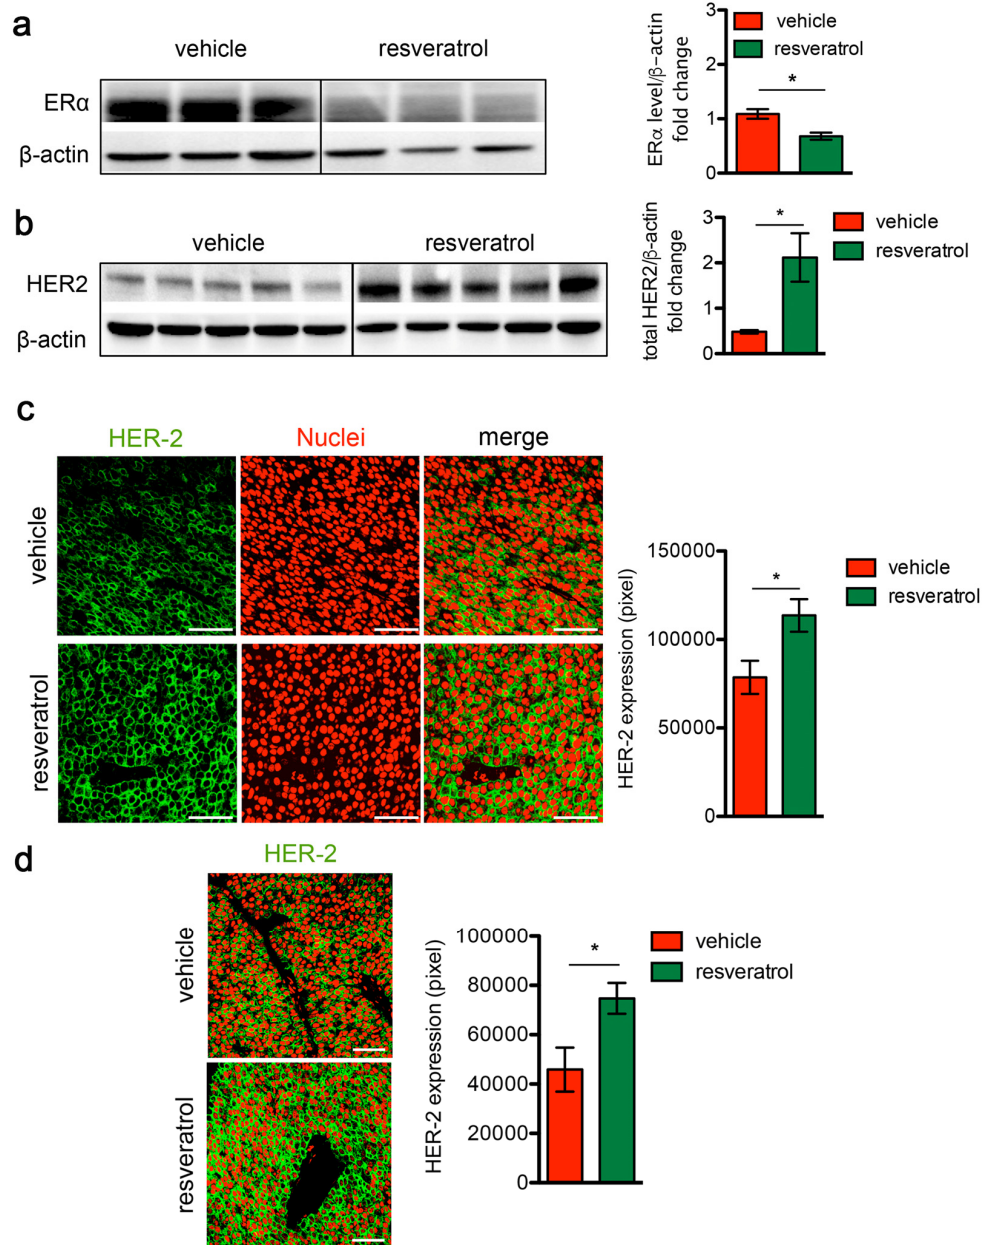 a
vehicle
resveratrol
ERα
β-actin
3
2
1
0
ERα level/β-actin
fold change
vehicle
resveratrol
*
b
vehicle
resveratrol
HER2
β-actin
3
2
1
0
total HER2/β-actin
fold change
*
vehicle
resveratrol
c
HER-2
Nuclei
merge
vehicle
resveratrol
150000
100000
50000
0
HER-2 expression (pixel)
*
vehicle
resveratrol
d
HER-2
vehicle
resveratrol
100000
80000
60000
40000
20000
0
HER-2 expression (pixel)
*
vehicle
resveratrol